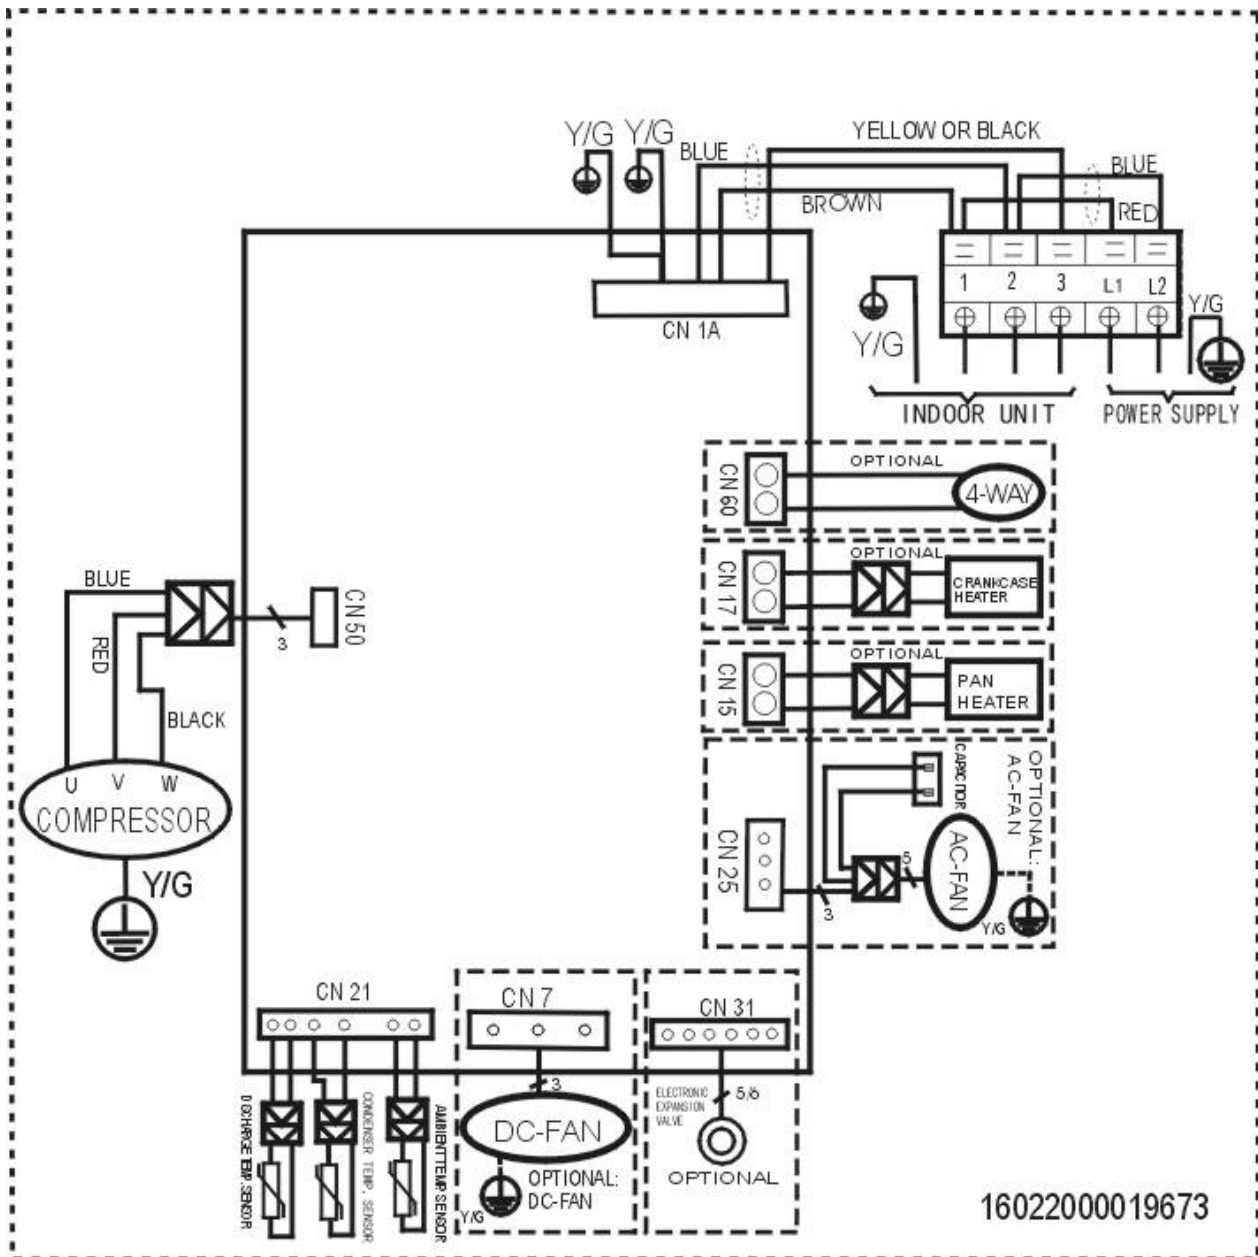 Y/G Y/G
BLUE
YELLOW OR BLACK
BROWN
BLUE
RED
1 2 3 L1 L2
CN 1A
Y/G
Y/G
INDOOR UNIT
POWER SUPPLY
CN 60
OPTIONAL
4-WAY
CN 17
OPTIONAL
CRANKCASE
HEATER
CN 15
OPTIONAL
PAN
HEATER
BLUE
RED
BLACK
3
CN 50
U V W
COMPRESSOR
Y/G
CN 25
3
5
CAPACITIOR
AC-FAN
Y/G
OPTIONAL:
AC-FAN
CN 21
DISCHARGE TEMP. SENSOR
CONDENSER TEMP. SENSOR
AMBIENT TEMP. SENSOR
CN 7
3
DC-FAN
OPTIONAL:
DC-FAN
Y/G
CN 31
ELECTRONIC
EXPANSION
VALVE
5/6
OPTIONAL
16022000019673